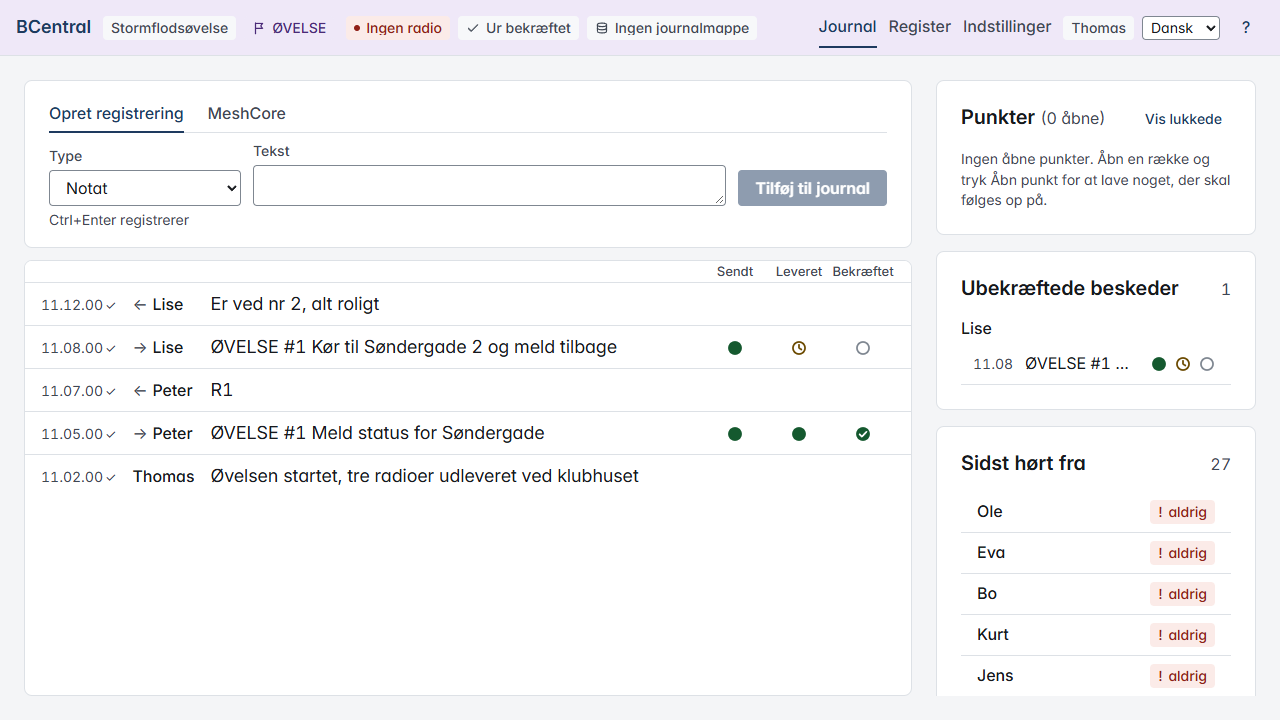 BCentral Stormflodsøvelse ØVELSE Ingen radio Ur bekræftet Ingen journalmappe Journal Register Indstillinger Thomas Dansk ?
Opret registrering MeshCore
Type
Notat
Ctrl+Enter registrerer
Tekst
Tilføj til journal
Sendt Leveret Bekræftet
11.12.00 ✓ ← Lise Er ved nr 2, alt roligt
11.08.00 ✓ → Lise ØVELSE #1 Kør til Søndergade 2 og meld tilbage
11.07.00 ✓ ← Peter R1
11.05.00 ✓ → Peter ØVELSE #1 Meld status for Søndergade
11.02.00 ✓ Thomas Øvelsen startet, tre radioer udleveret ved klubhuset
Punkter (0 åbne) Vis lukkede
Ingen åbne punkter. Åbn en række og
tryk Åbn punkt for at lave noget, der skal
følges op på.
Ubekræftede beskeder 1
Lise
11.08 ØVELSE #1 ...
Sidst hørt fra 27
Ole ! aldrig
Eva ! aldrig
Bo ! aldrig
Kurt ! aldrig
Jens ! aldrig